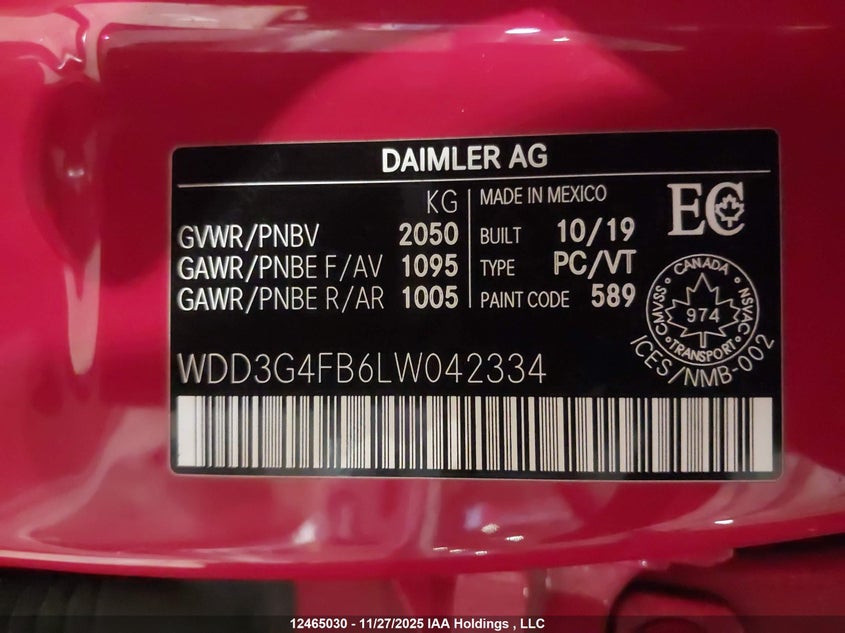 DAIMLER AG
KG
GVWR/PNBV 2050
GAWR/PNBE F/AV 1095
GAWR/PNBE R/AR 1005
MADE IN MEXICO
BUILT 10/19
TYPE PC/VT
PAINT CODE 589
EC
CANADA
CMVSS 974 NSVAC
TRANSPORT
ICES/NMB-002
WDD3G4FB6LW042334
12465030 - 11/27/2025 IAA Holdings , LLC